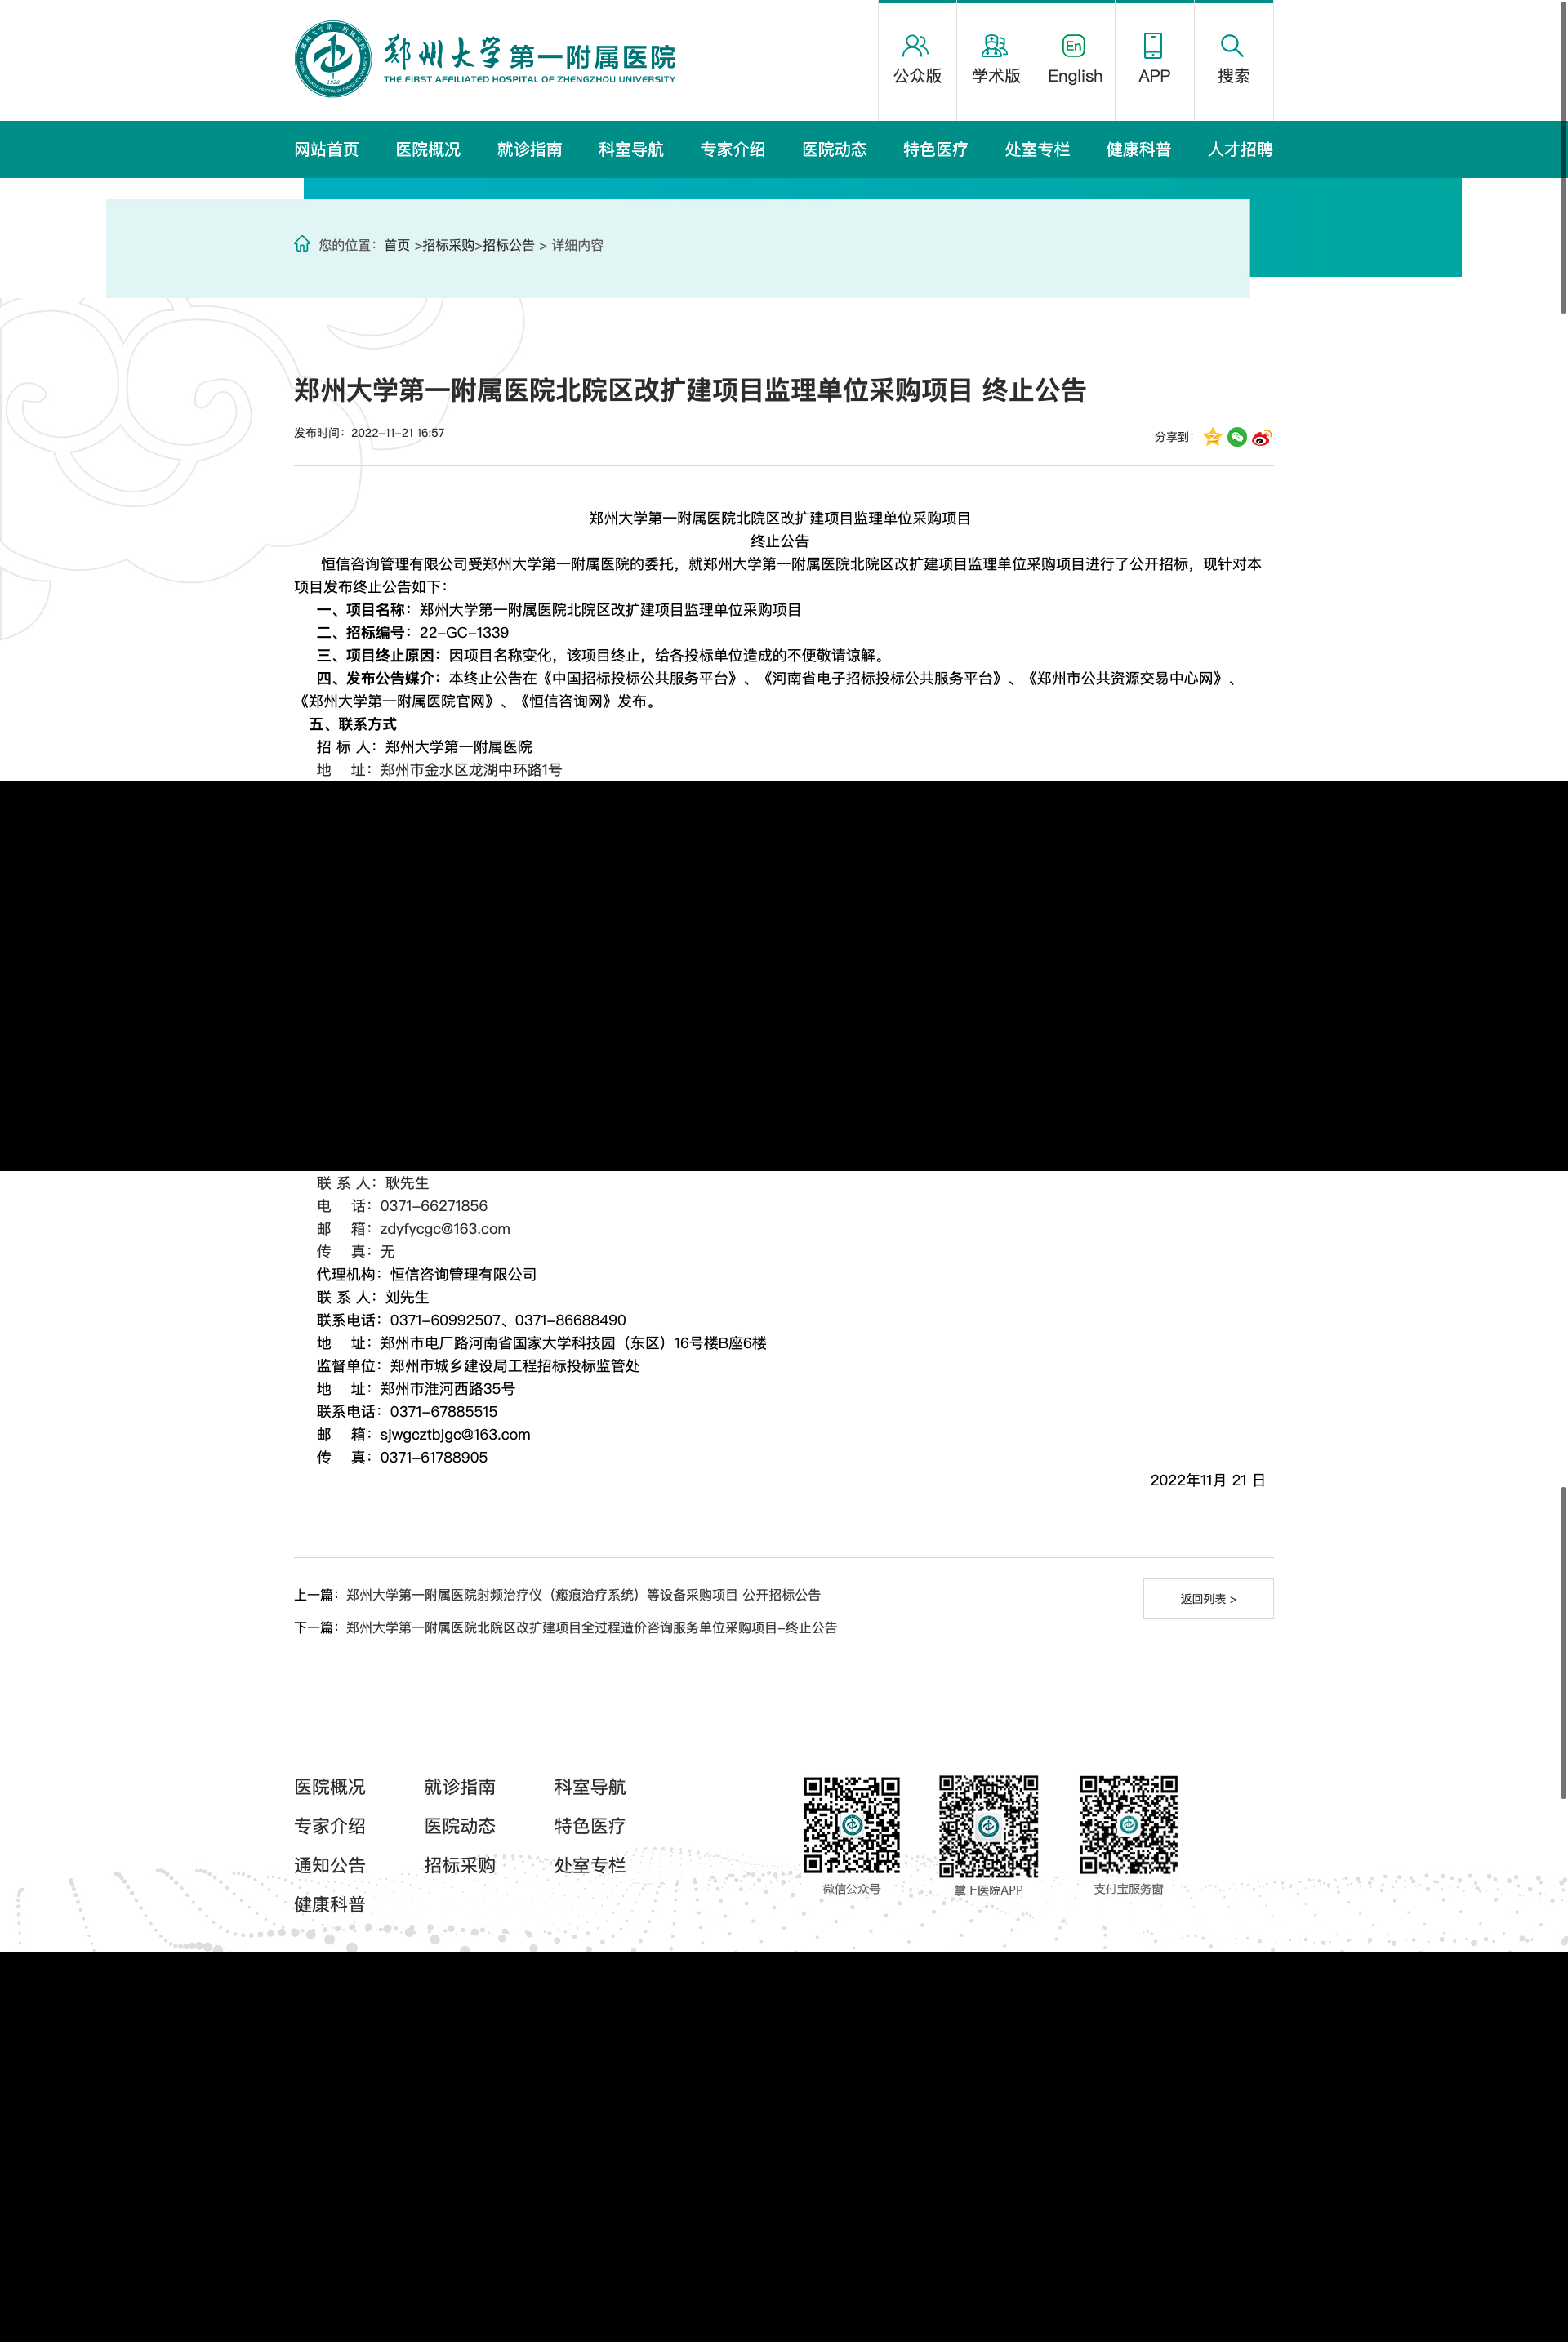 郑州大学第一附属医院
THE FIRST AFFILIATED HOSPITAL OF ZHENGZHOU UNIVERSITY
公众版
学术版
En
English
APP
搜索
网站首页 医院概况 就诊指南 科室导航 专家介绍 医院动态 特色医疗 处室专栏 健康科普 人才招聘
您的位置：首页 >招标采购>招标公告 > 详细内容
郑州大学第一附属医院北院区改扩建项目监理单位采购项目 终止公告
发布时间：2022-11-21 16:57
分享到：
郑州大学第一附属医院北院区改扩建项目监理单位采购项目
终止公告
恒信咨询管理有限公司受郑州大学第一附属医院的委托，就郑州大学第一附属医院北院区改扩建项目监理单位采购项目进行了公开招标，现针对本
项目发布终止公告如下：
一、项目名称：郑州大学第一附属医院北院区改扩建项目监理单位采购项目
二、招标编号：22-GC-1339
三、项目终止原因：因项目名称变化，该项目终止，给各投标单位造成的不便敬请谅解。
四、发布公告媒介：本终止公告在《中国招标投标公共服务平台》、《河南省电子招标投标公共服务平台》、《郑州市公共资源交易中心网》、
《郑州大学第一附属医院官网》、《恒信咨询网》发布。
五、联系方式
招 标 人：郑州大学第一附属医院
地 址：郑州市金水区龙湖中环路1号
联 系 人：耿先生
电 话：0371-66271856
邮 箱：zdyfycgc@163.com
传 真：无
代理机构：恒信咨询管理有限公司
联 系 人：刘先生
联系电话：0371-60992507、0371-86688490
地 址：郑州市电厂路河南省国家大学科技园（东区）16号楼B座6楼
监督单位：郑州市城乡建设局工程招标投标监管处
地 址：郑州市淮河西路35号
联系电话：0371-67885515
邮 箱：sjwgcztbjgc@163.com
传 真：0371-61788905
2022年11月 21 日
上一篇：郑州大学第一附属医院射频治疗仪（瘢痕治疗系统）等设备采购项目 公开招标公告
返回列表 >
下一篇：郑州大学第一附属医院北院区改扩建项目全过程造价咨询服务单位采购项目-终止公告
医院概况 就诊指南 科室导航
专家介绍 医院动态 特色医疗
通知公告 招标采购 处室专栏
健康科普
微信公众号
掌上医院APP
支付宝服务窗